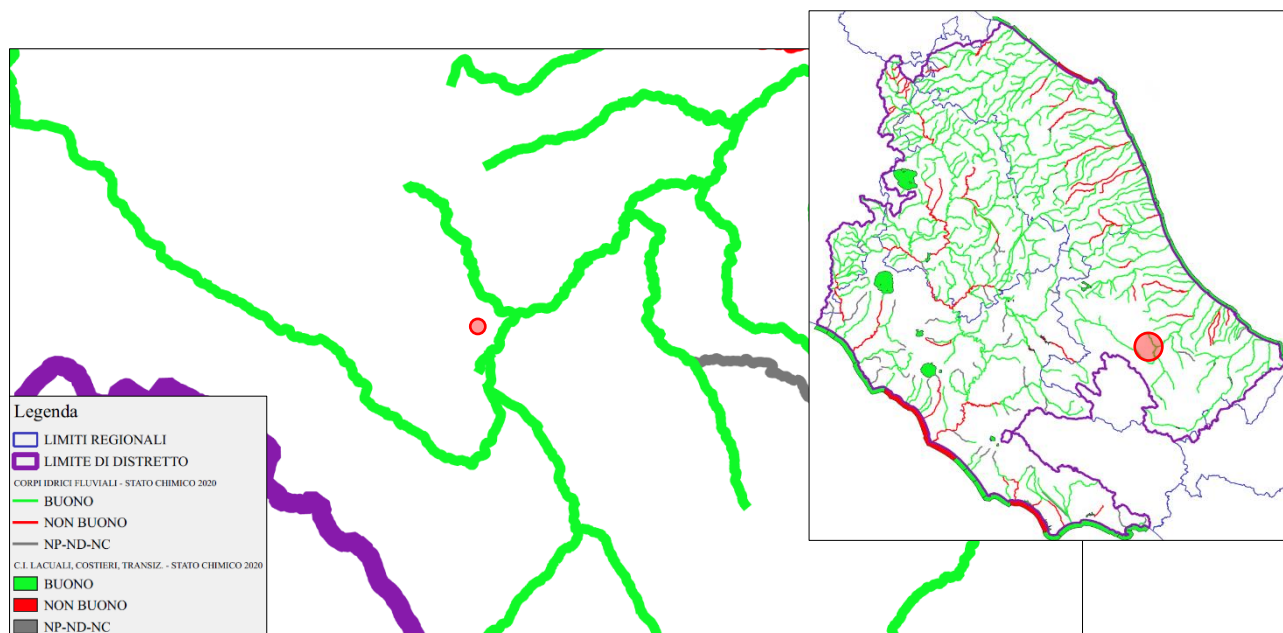 Legenda
LIMITI REGIONALI
LIMITE DI DISTRETTO
CORPI IDRICI FLUVIALI - STATO CHIMICO 2020
BUONO
NON BUONO
NP-ND-NC
C.I. LACUALI, COSTIERI, TRANSIZ. - STATO CHIMICO 2020
BUONO
NON BUONO
NP-ND-NC